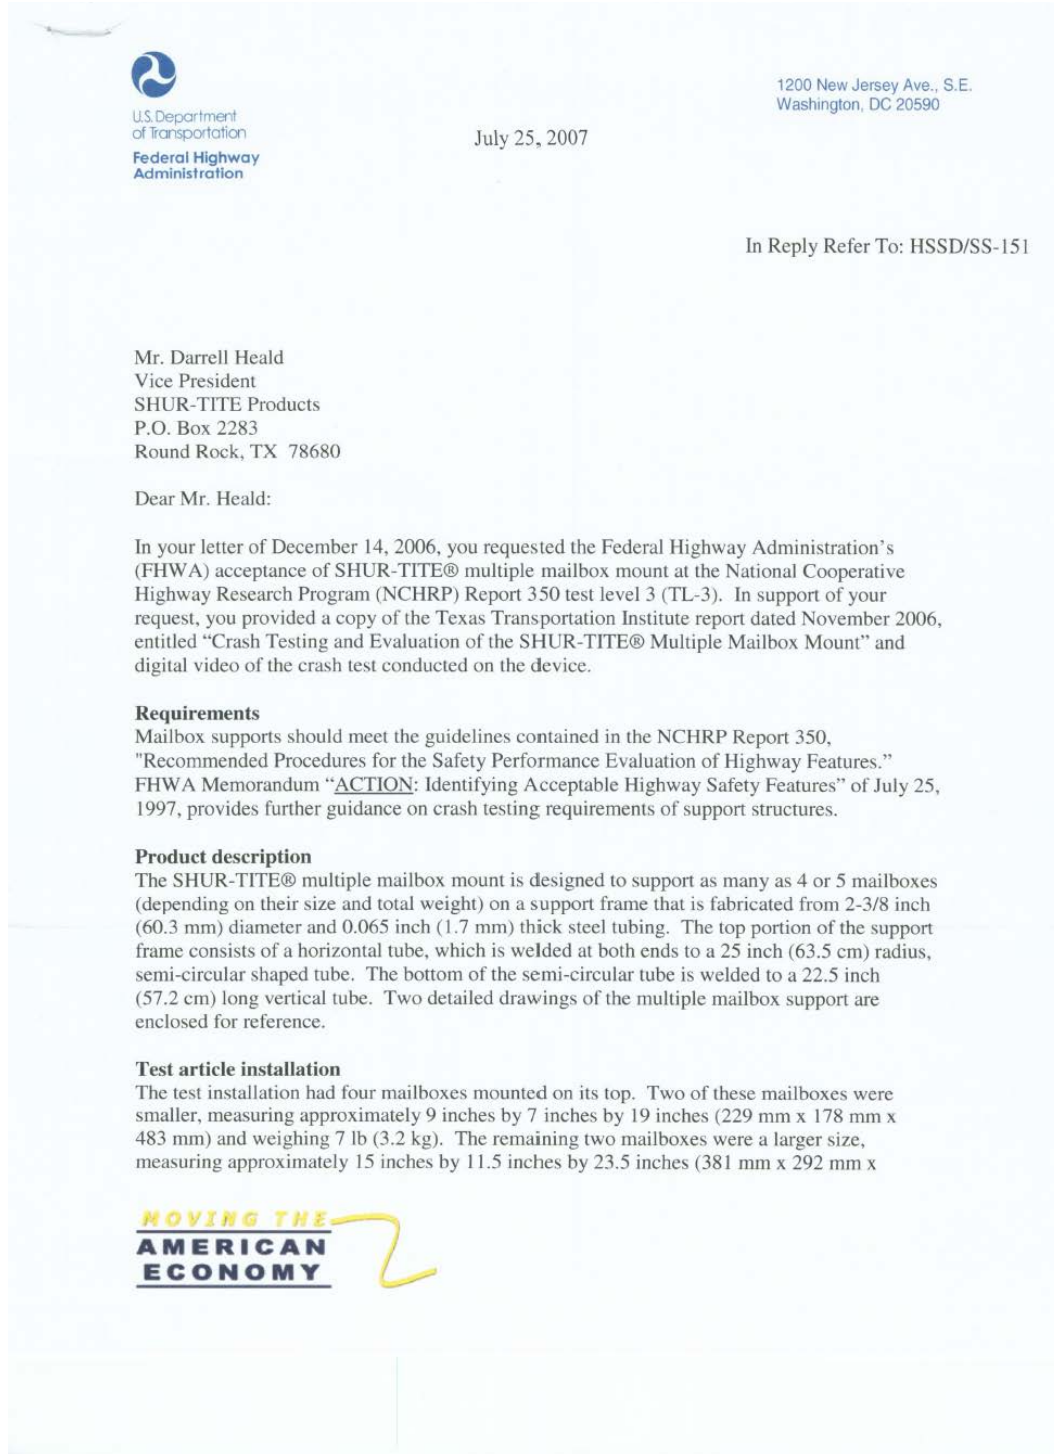 U.S. Department
of Transportation
Federal Highway
Administration
1200 New Jersey Ave., S.E.
Washington, DC 20590
July 25, 2007
In Reply Refer To: HSSD/SS-151
Mr. Darrell Heald
Vice President
SHUR-TITE Products
P.O. Box 2283
Round Rock, TX 78680
Dear Mr. Heald:
In your letter of December 14, 2006, you requested the Federal Highway Administration's
(FHWA) acceptance of SHUR-TITE® multiple mailbox mount at the National Cooperative
Highway Research Program (NCHRP) Report 350 test level 3 (TL-3). In support of your
request, you provided a copy of the Texas Transportation Institute report dated November 2006,
entitled “Crash Testing and Evaluation of the SHUR-TITE® Multiple Mailbox Mount” and
digital video of the crash test conducted on the device.
Requirements
Mailbox supports should meet the guidelines contained in the NCHRP Report 350,
"Recommended Procedures for the Safety Performance Evaluation of Highway Features.”
FHWA Memorandum “ACTION: Identifying Acceptable Highway Safety Features” of July 25,
1997, provides further guidance on crash testing requirements of support structures.
Product description
The SHUR-TITE® multiple mailbox mount is designed to support as many as 4 or 5 mailboxes
(depending on their size and total weight) on a support frame that is fabricated from 2-3/8 inch
(60.3 mm) diameter and 0.065 inch (1.7 mm) thick steel tubing. The top portion of the support
frame consists of a horizontal tube, which is welded at both ends to a 25 inch (63.5 cm) radius,
semi-circular shaped tube. The bottom of the semi-circular tube is welded to a 22.5 inch
(57.2 cm) long vertical tube. Two detailed drawings of the multiple mailbox support are
enclosed for reference.
Test article installation
The test installation had four mailboxes mounted on its top. Two of these mailboxes were
smaller, measuring approximately 9 inches by 7 inches by 19 inches (229 mm x 178 mm x
483 mm) and weighing 7 lb (3.2 kg). The remaining two mailboxes were a larger size,
measuring approximately 15 inches by 11.5 inches by 23.5 inches (381 mm x 292 mm x
MOVING THE
AMERICAN
ECONOMY